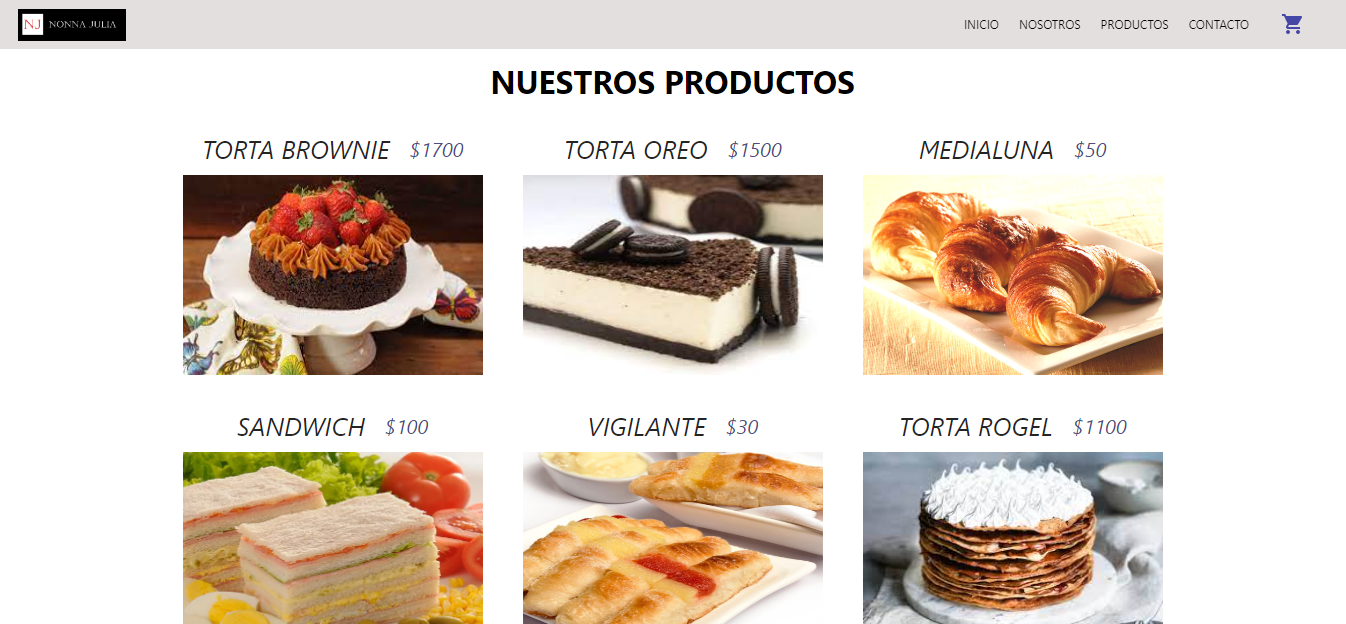 NJ NONNA JULIA
INICIO NOSOTROS PRODUCTOS CONTACTO
NUESTROS PRODUCTOS
TORTA BROWNIE $1700
TORTA OREO $1500
MEDIALUNA $50
SANDWICH $100
VIGILANTE $30
TORTA ROGEL $1100